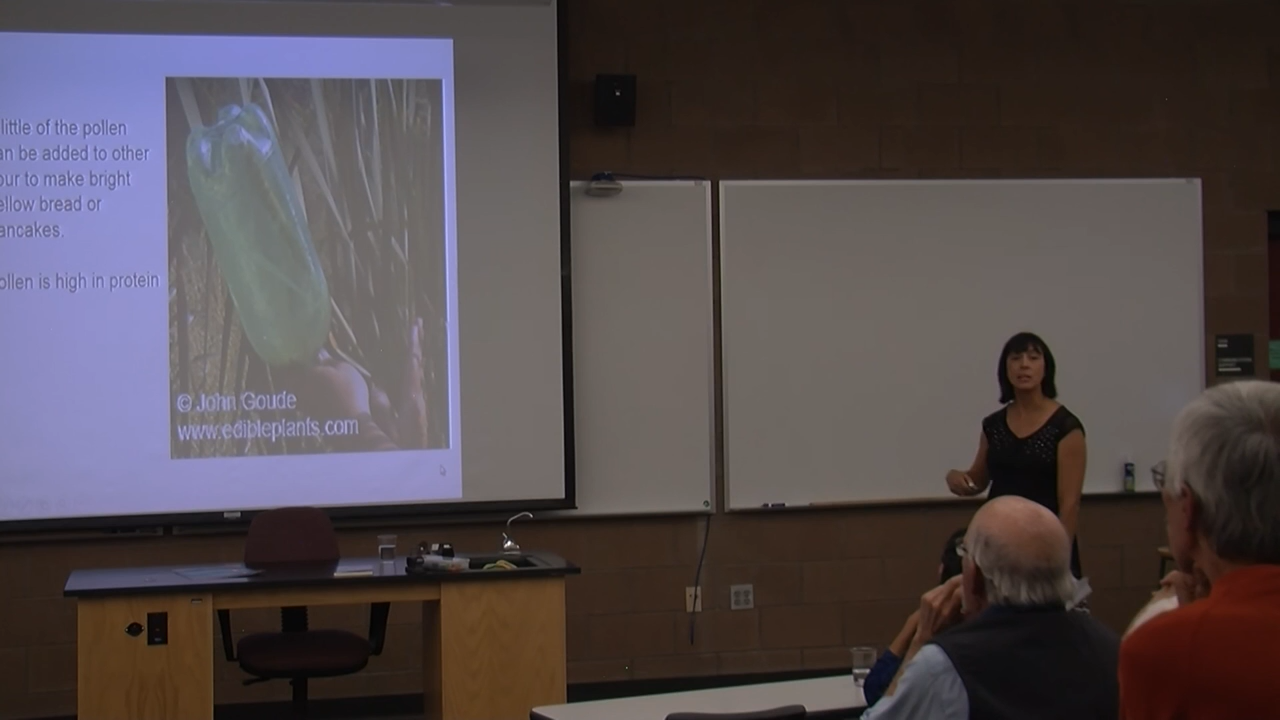 little of the pollen
an be added to other
our to make bright
ellow bread or
ancakes.
ollen is high in protein
© John Goude
www.edibleplants.com